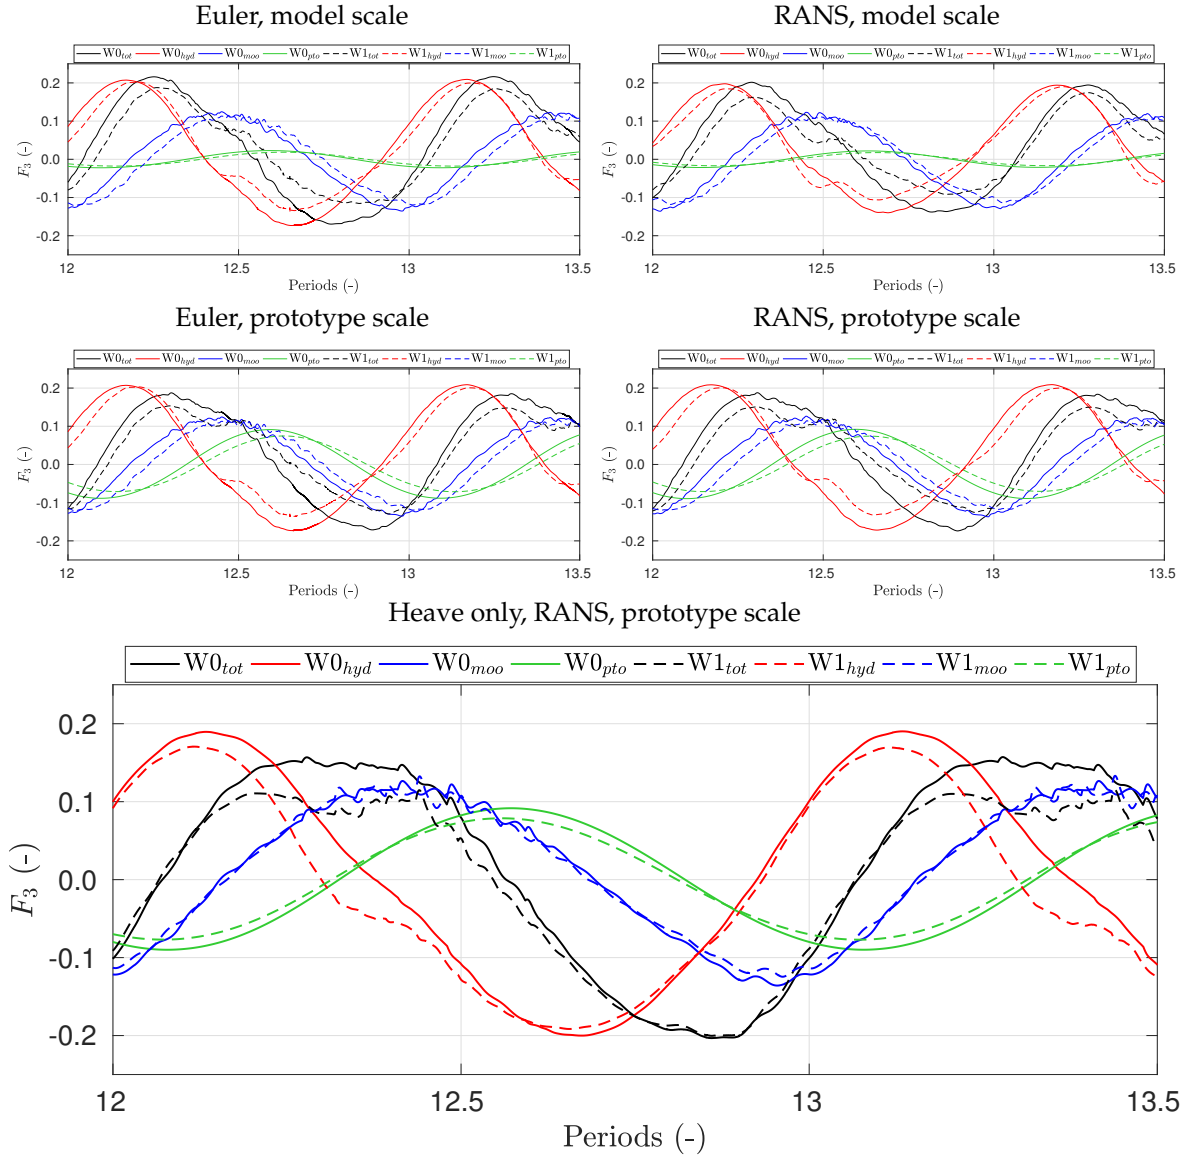 Euler, model scale
RANS, model scale
W0tot W0hyd W0moo W0pto W1tot W1hyd W1moo W1pto
W0tot W0hyd W0moo W0pto W1tot W1hyd W1moo W1pto
0.2
0.1
0.0
-0.1
-0.2
F3 (-)
12 12.5 13 13.5
Periods (-)
0.2
0.1
0.0
-0.1
-0.2
F3 (-)
12 12.5 13 13.5
Periods (-)
Euler, prototype scale
RANS, prototype scale
W0tot W0hyd W0moo W0pto W1tot W1hyd W1moo W1pto
W0tot W0hyd W0moo W0pto W1tot W1hyd W1moo W1pto
0.2
0.1
0.0
-0.1
-0.2
F3 (-)
12 12.5 13 13.5
Periods (-)
0.2
0.1
0.0
-0.1
-0.2
F3 (-)
12 12.5 13 13.5
Periods (-)
Heave only, RANS, prototype scale
W0tot W0hyd W0moo W0pto W1tot W1hyd W1moo W1pto
0.2
0.1
0.0
-0.1
-0.2
F3 (-)
12 12.5 13 13.5
Periods (-)